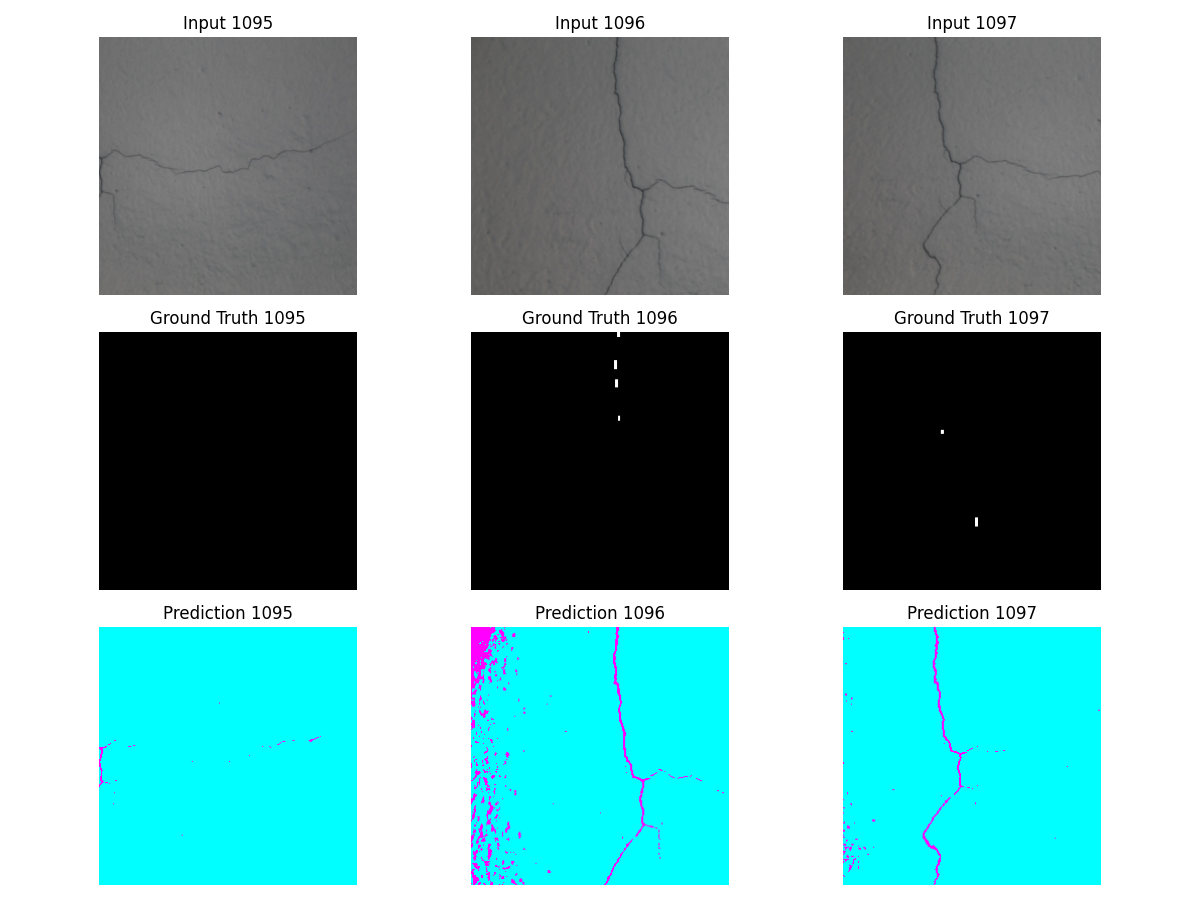 Input 1095
Input 1096
Input 1097
Ground Truth 1095
Ground Truth 1096
Ground Truth 1097
Prediction 1095
Prediction 1096
Prediction 1097